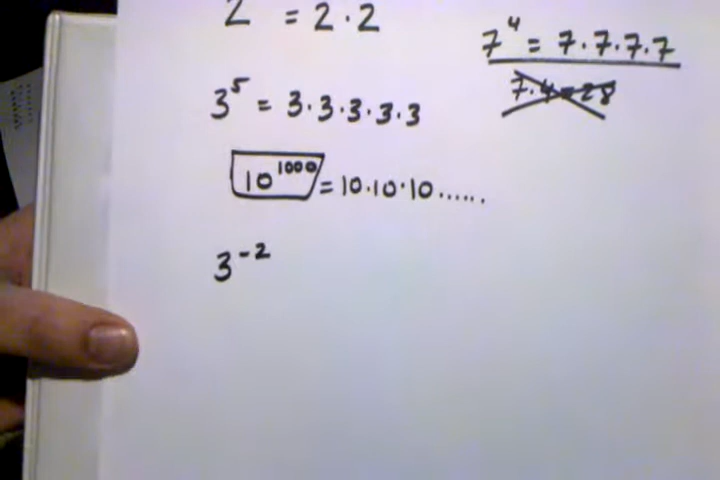 2 = 2·2
7⁴ = 7·7·7·7
7·4=28
3⁵ = 3·3·3·3·3
10¹⁰⁰⁰ = 10·10·10......
3⁻²